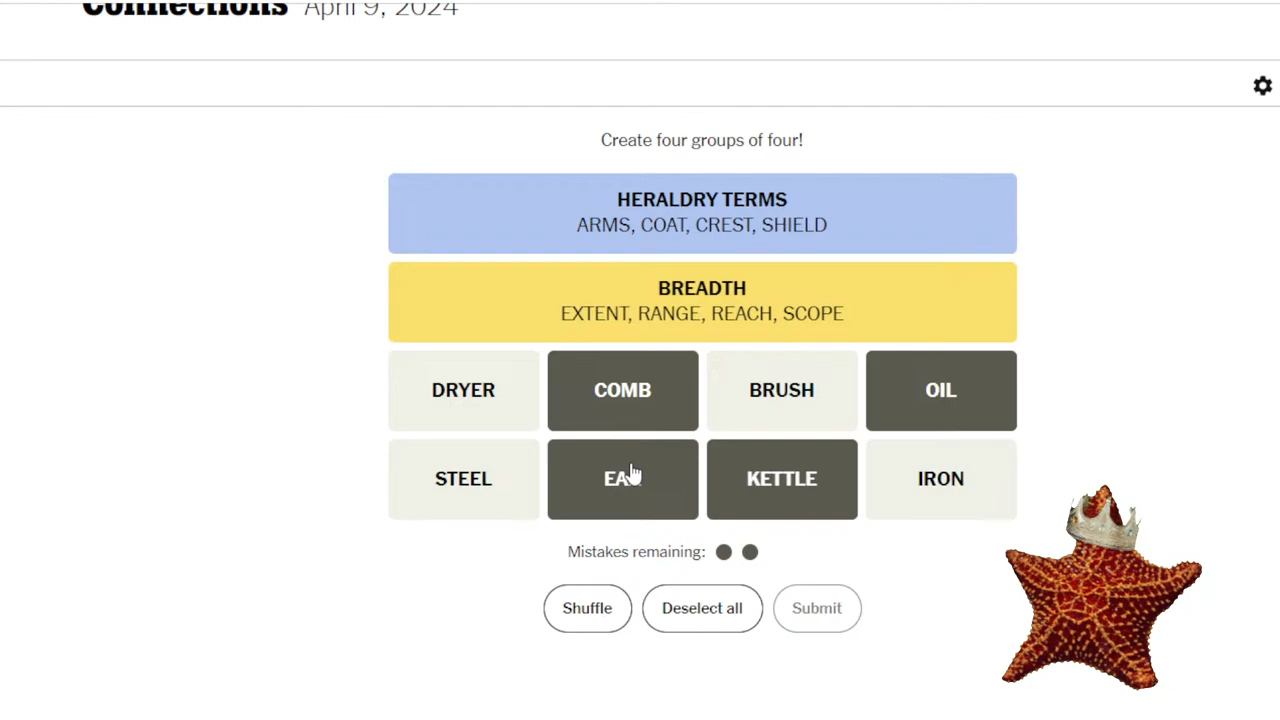 Connections April 9, 2024
Create four groups of four!
HERALDRY TERMS
ARMS, COAT, CREST, SHIELD
BREADTH
EXTENT, RANGE, REACH, SCOPE
DRYER COMB BRUSH OIL
STEEL KETTLE IRON
Mistakes remaining:
Shuffle Deselect all Submit